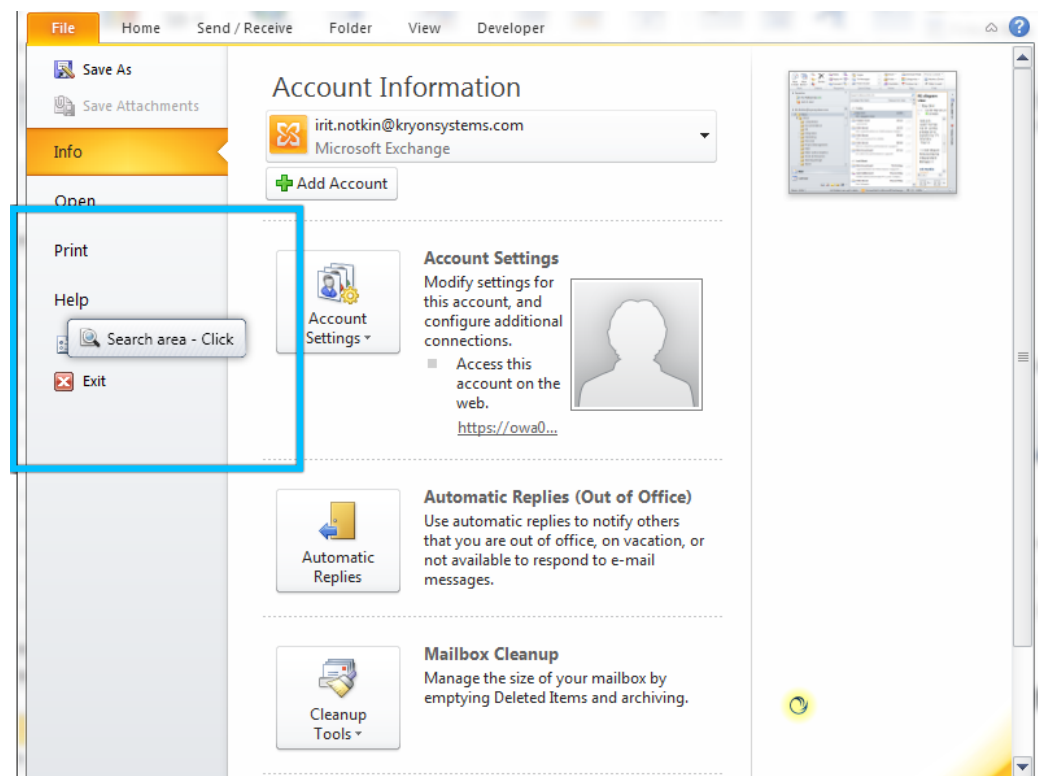 File Home Send / Receive Folder View Developer
Save As
Save Attachments
Info
Open
Print
Help
Search area - Click
Exit
Account Information
irit.notkin@kryonsystems.com
Microsoft Exchange
Add Account
Account
Settings
Account Settings
Modify settings for
this account, and
configure additional
connections.
Access this
account on the
web.
https://owa0...
Automatic
Replies
Automatic Replies (Out of Office)
Use automatic replies to notify others
that you are out of office, on vacation, or
not available to respond to e-mail
messages.
Cleanup
Tools
Mailbox Cleanup
Manage the size of your mailbox by
emptying Deleted Items and archiving.